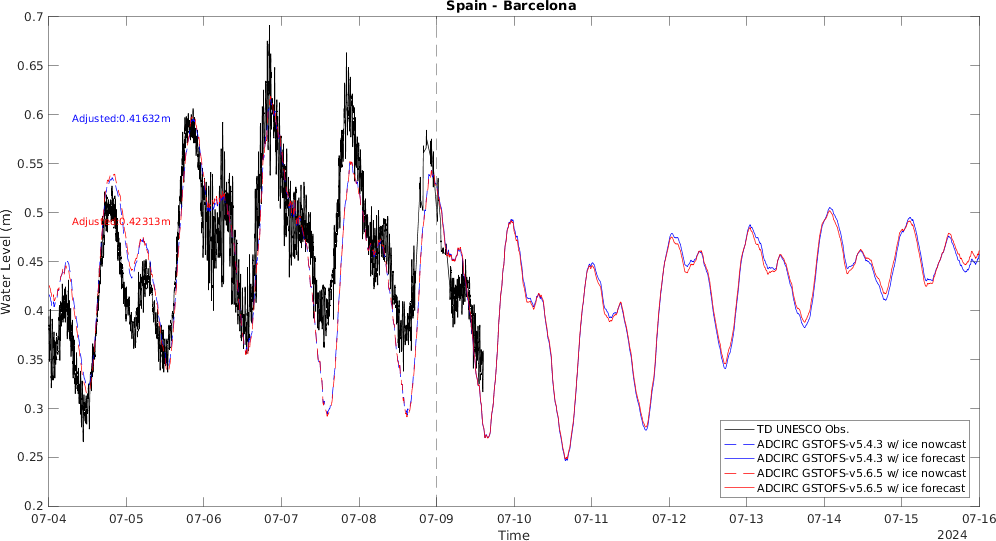 Spain - Barcelona
0.7
0.65
0.6
0.55
0.5
0.45
0.4
0.35
0.3
0.25
0.2
Water Level (m)
Adjusted:0.41632m
Adjusted:0.42313m
TD UNESCO Obs.
ADCIRC GSTOFS-v5.4.3 w/ ice nowcast
ADCIRC GSTOFS-v5.4.3 w/ ice forecast
ADCIRC GSTOFS-v5.6.5 w/ ice nowcast
ADCIRC GSTOFS-v5.6.5 w/ ice forecast
07-04 07-05 07-06 07-07 07-08 07-09 07-10 07-11 07-12 07-13 07-14 07-15 07-16
Time
2024